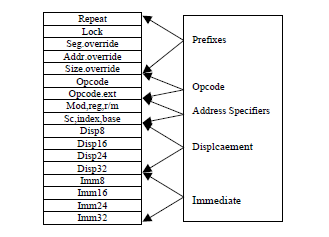 Repeat
Lock
Seg.override
Addr.override
Size.override
Opcode
Opcode.ext
Mod,reg,r/m
Sc,index,base
Disp8
Disp16
Disp24
Disp32
Imm8
Imm16
Imm24
Imm32
Prefixes
Opcode
Address Specifiers
Displcaement
Immediate